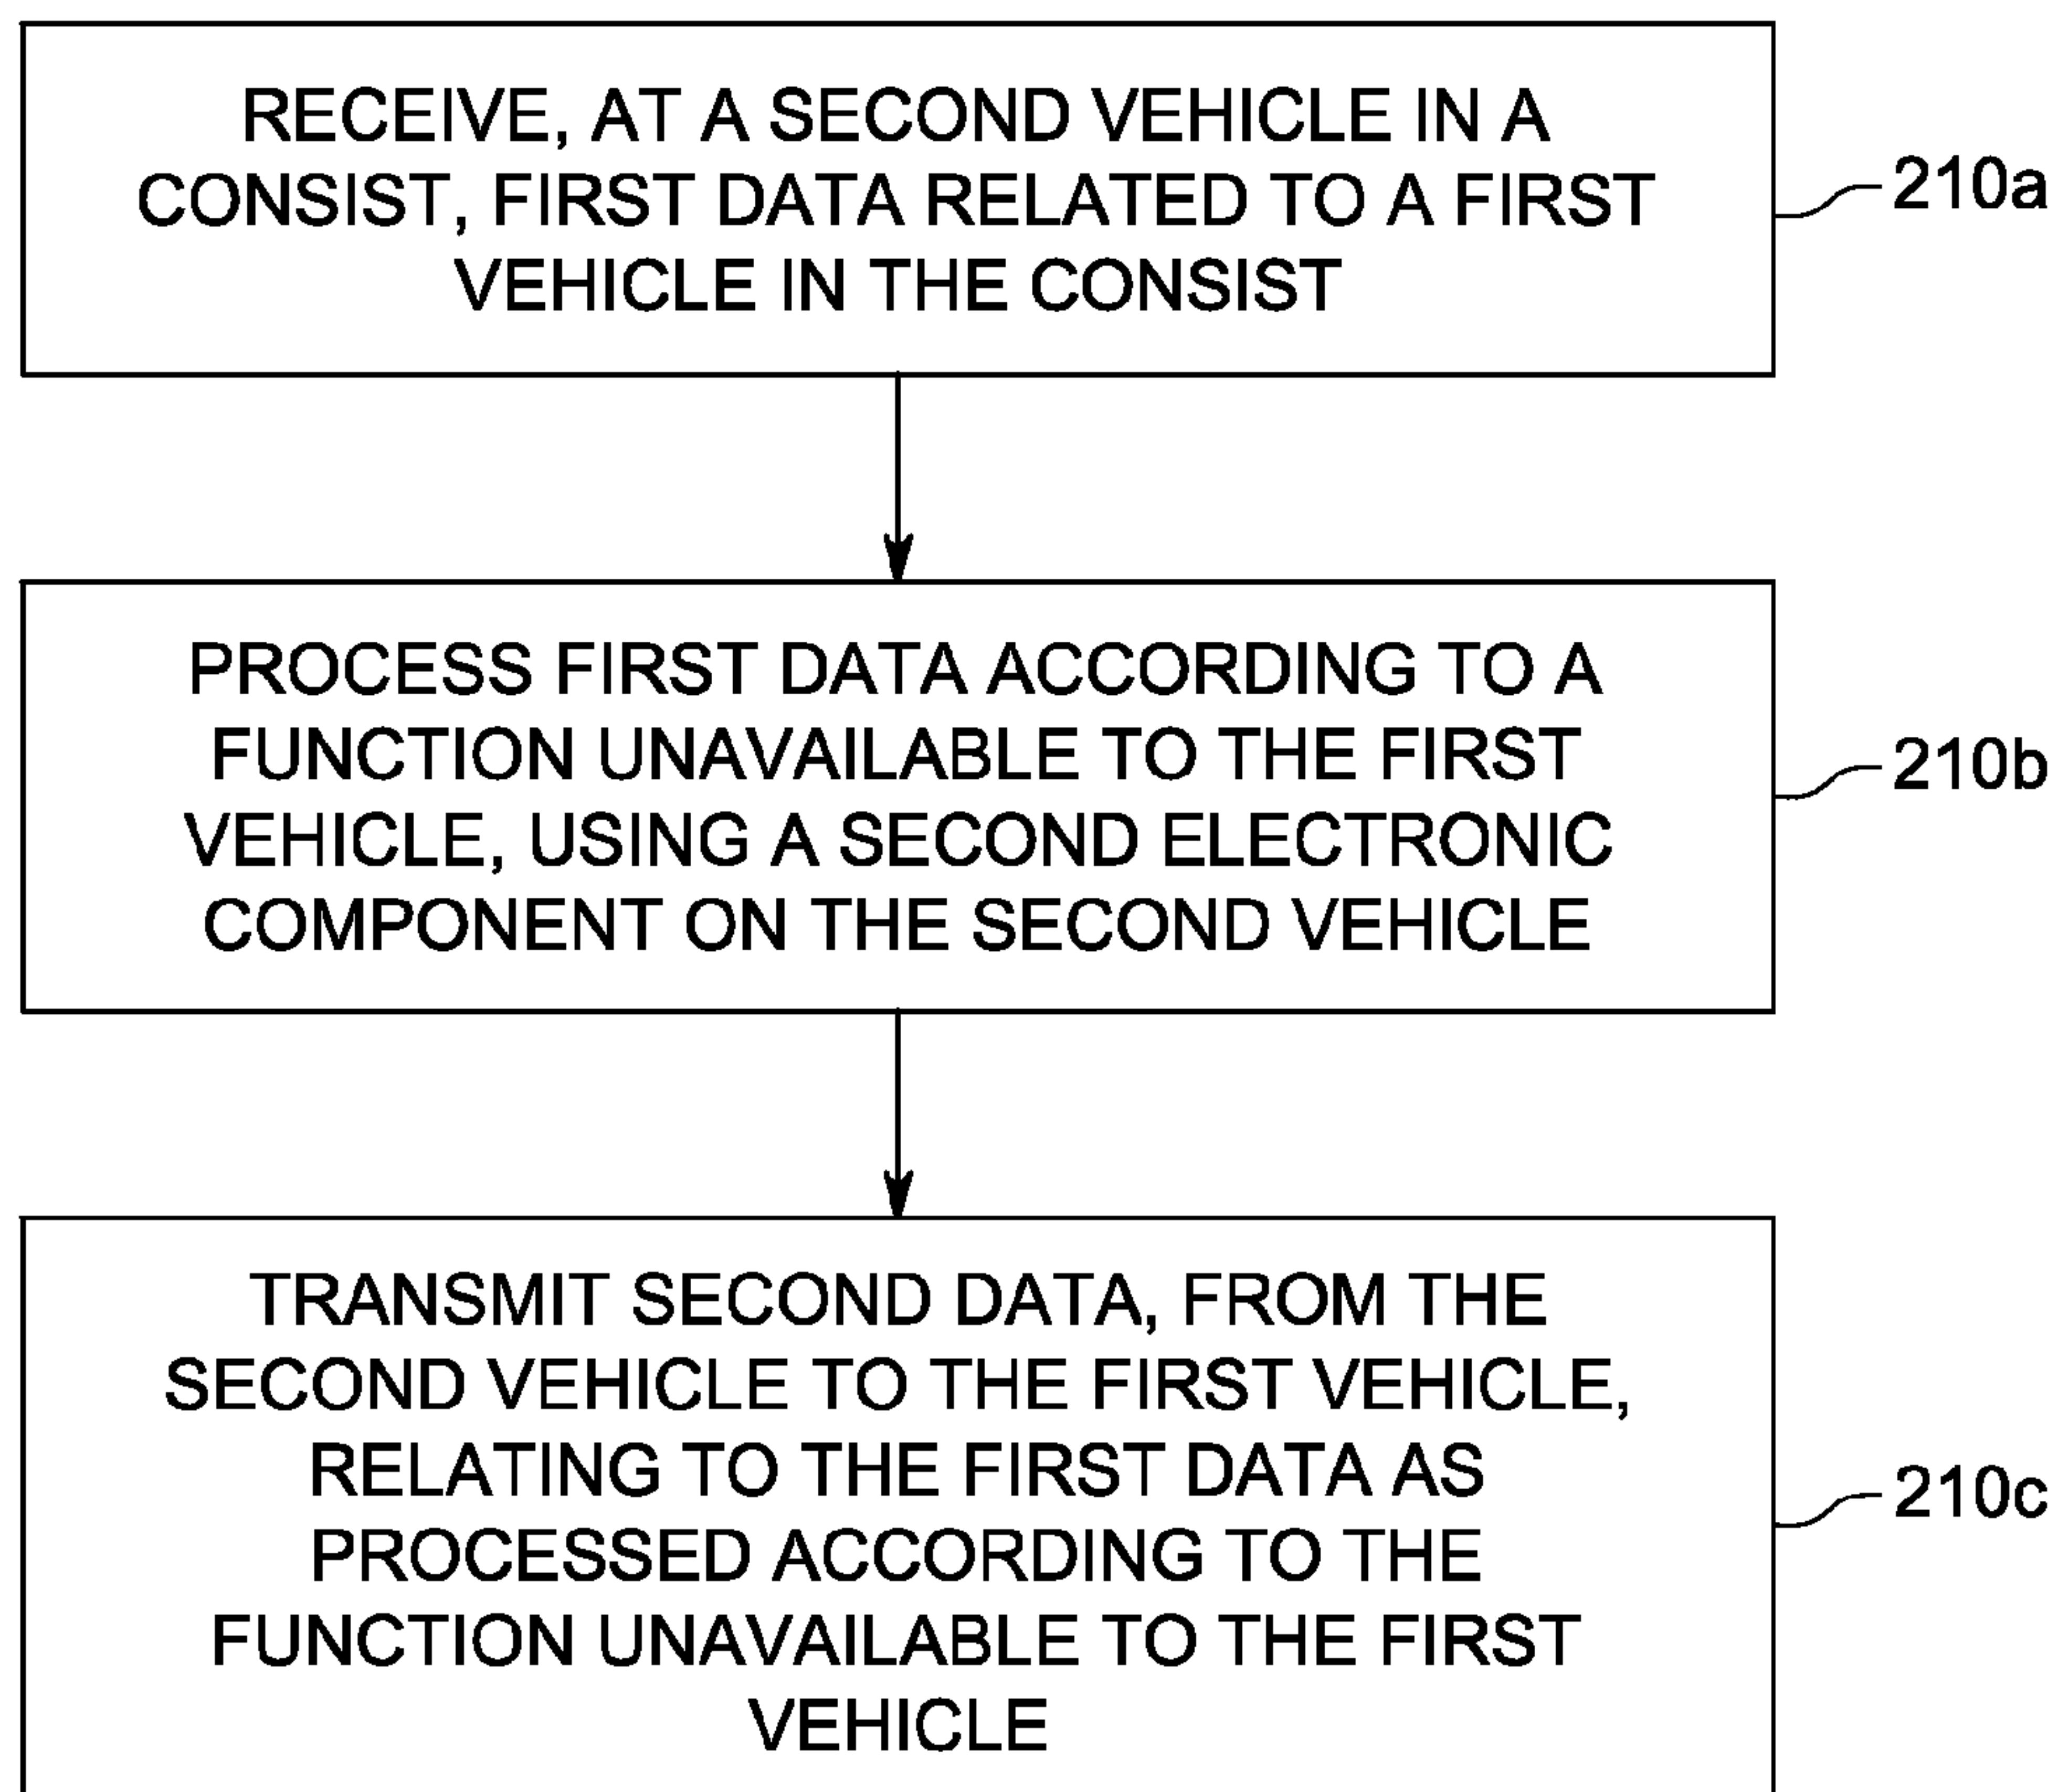 RECEIVE, AT A SECOND VEHICLE IN A
CONSIST, FIRST DATA RELATED TO A FIRST
VEHICLE IN THE CONSIST
210a
PROCESS FIRST DATA ACCORDING TO A
FUNCTION UNAVAILABLE TO THE FIRST
VEHICLE, USING A SECOND ELECTRONIC
COMPONENT ON THE SECOND VEHICLE
210b
TRANSMIT SECOND DATA, FROM THE
SECOND VEHICLE TO THE FIRST VEHICLE,
RELATING TO THE FIRST DATA AS
PROCESSED ACCORDING TO THE
FUNCTION UNAVAILABLE TO THE FIRST
VEHICLE
210c